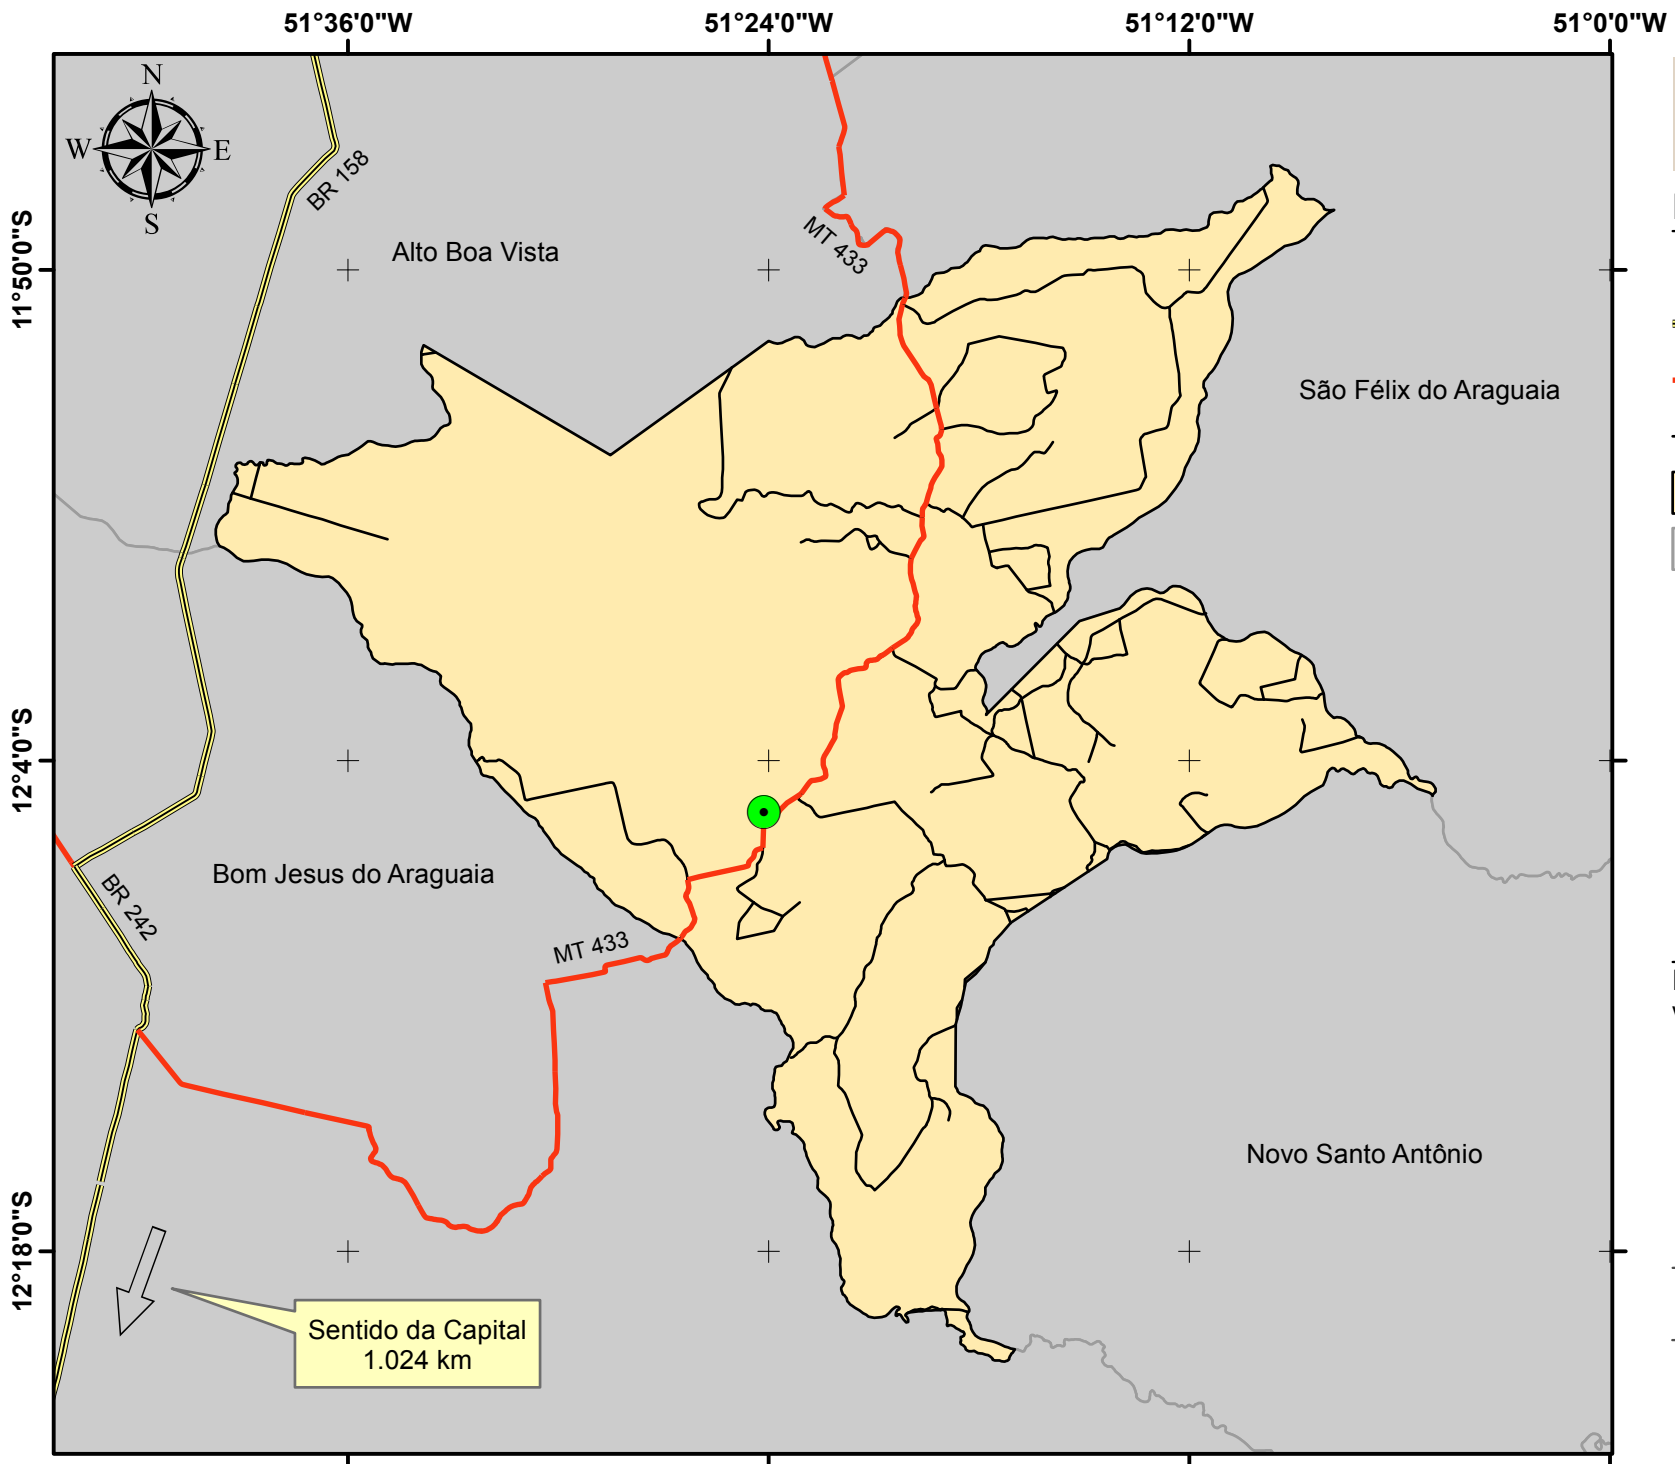 51°36'0"W
51°24'0"W
51°12'0"W
51°0'0"W
N
W
E
S
BR 158
MT 433
Alto Boa Vista
11°50'0"S
São Félix do Araguaia
12°4'0"S
Bom Jesus do Araguaia
BR 242
MT 433
Novo Santo Antônio
12°18'0"S
Sentido da Capital
1.024 km